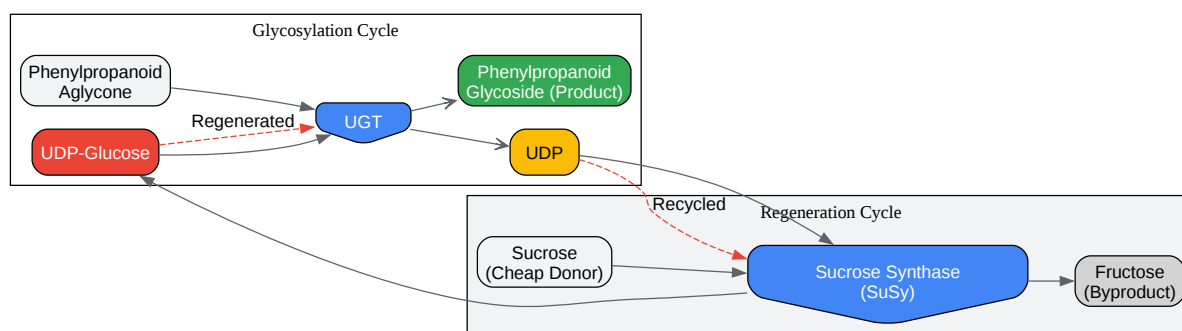 Glycosylation Cycle
Phenylpropanoid
Aglycone
Phenylpropanoid
Glycoside (Product)
Regenerated
UGT
UDP-Glucose
UDP
Recycled
Regeneration Cycle
Sucrose
(Cheap Donor)
Sucrose Synthase
(SuSy)
Fructose
(Byproduct)